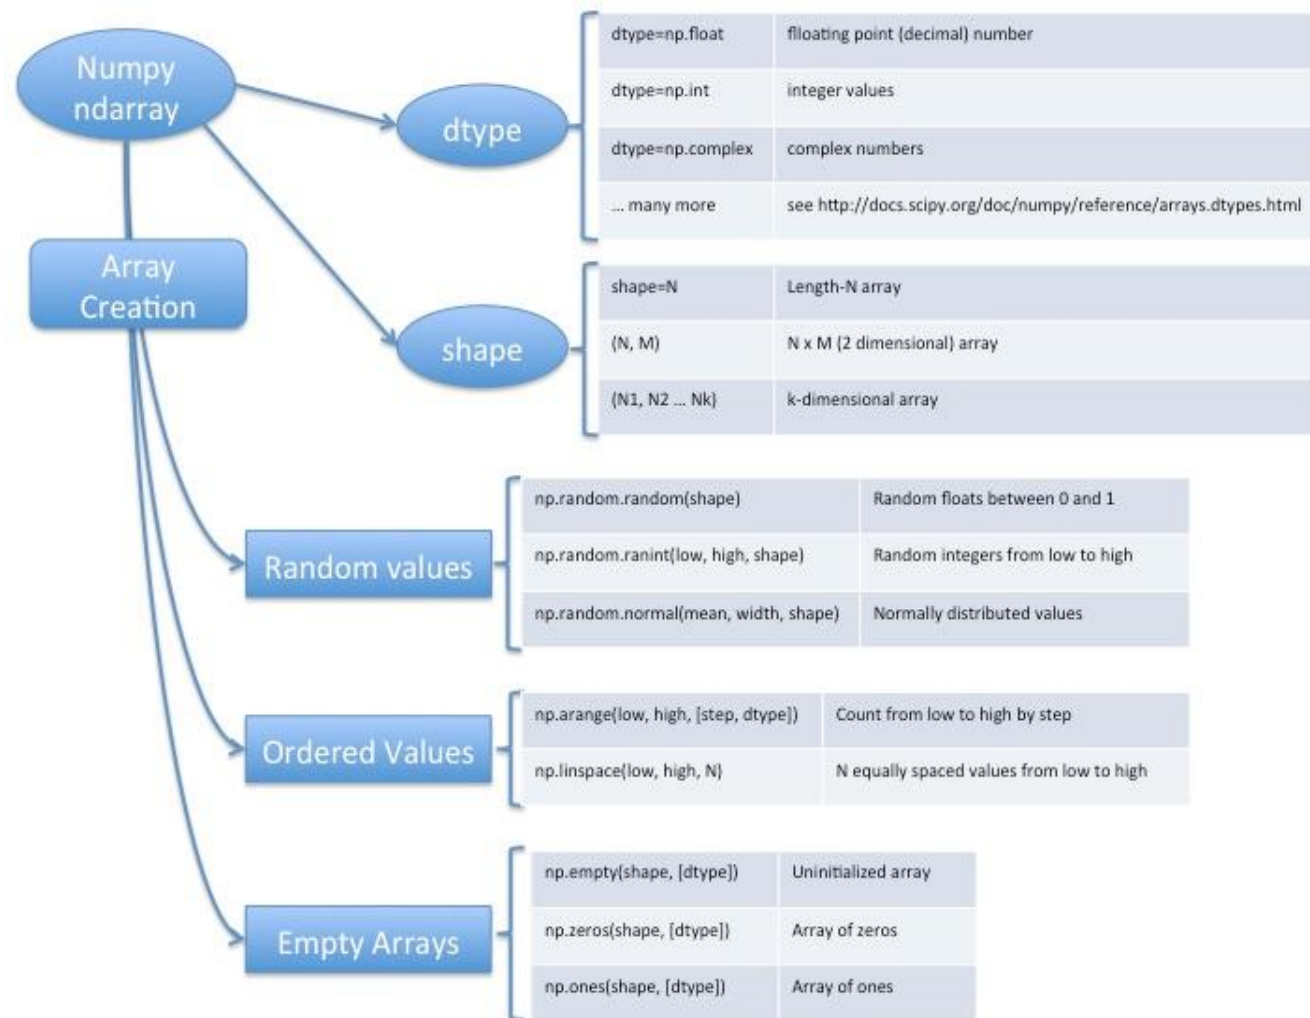 Numpy
ndarray
dtype
dtype=np.float flloating point (decimal) number
dtype=np.int integer values
dtype=np.complex complex numbers
... many more see http://docs.scipy.org/doc/numpy/reference/arrays.dtypes.html
Array
Creation
shape
shape=N Length-N array
(N, M) N x M (2 dimensional) array
(N1, N2 ... Nk) k-dimensional array
Random values
np.random.random(shape) Random floats between 0 and 1
np.random.ranint(low, high, shape) Random integers from low to high
np.random.normal(mean, width, shape) Normally distributed values
Ordered Values
np.arange(low, high, [step, dtype]) Count from low to high by step
np.linspace(low, high, N) N equally spaced values from low to high
Empty Arrays
np.empty(shape, [dtype]) Uninitialized array
np.zeros(shape, [dtype]) Array of zeros
np.ones(shape, [dtype]) Array of ones